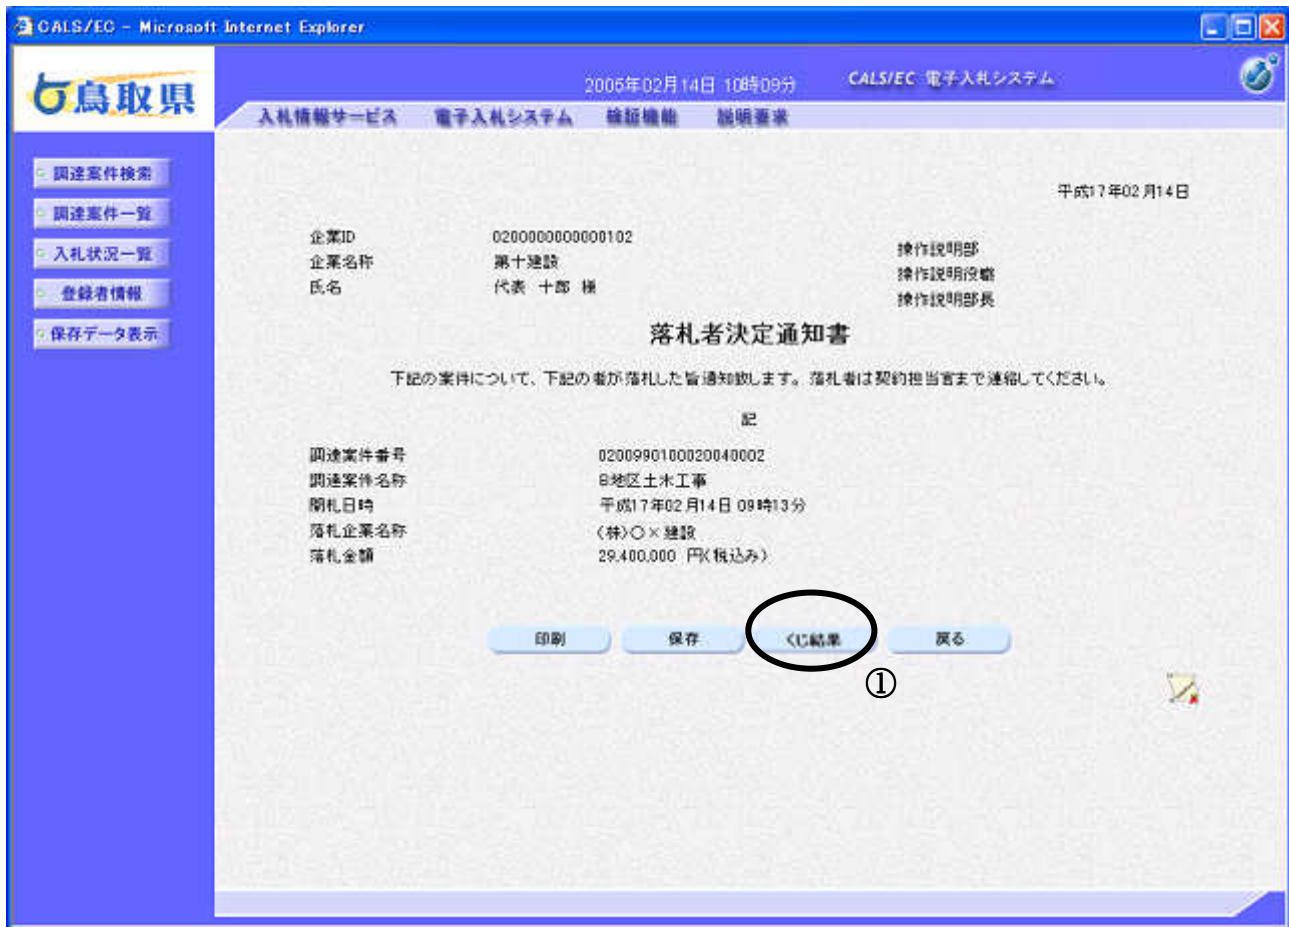 CALS/EC - Microsoft Internet Explorer
鳥取県
2005年02月14日 10時09分
CALS/EC 電子入札システム
入札情報サービス 電子入札システム 検証機能 説明要求
調達案件検索
調達案件一覧
入札状況一覧
登録者情報
保存データ表示
平成17年02月14日
企業ID 0200000000000102
企業名称 第十建設
氏名 代表 十郎 様
操作説明部
操作説明役職
操作説明部長
落札者決定通知書
下記の案件について、下記の者が落札した旨通知致します。落札者は契約担当官まで連絡してください。
記
調達案件番号 0200990100020040002
調達案件名称 B地区土木工事
開札日時 平成17年02月14日 09時13分
落札企業名称 (株)○×建設
落札金額 29,400,000 円(税込み)
印刷 保存 くじ結果 戻る
①